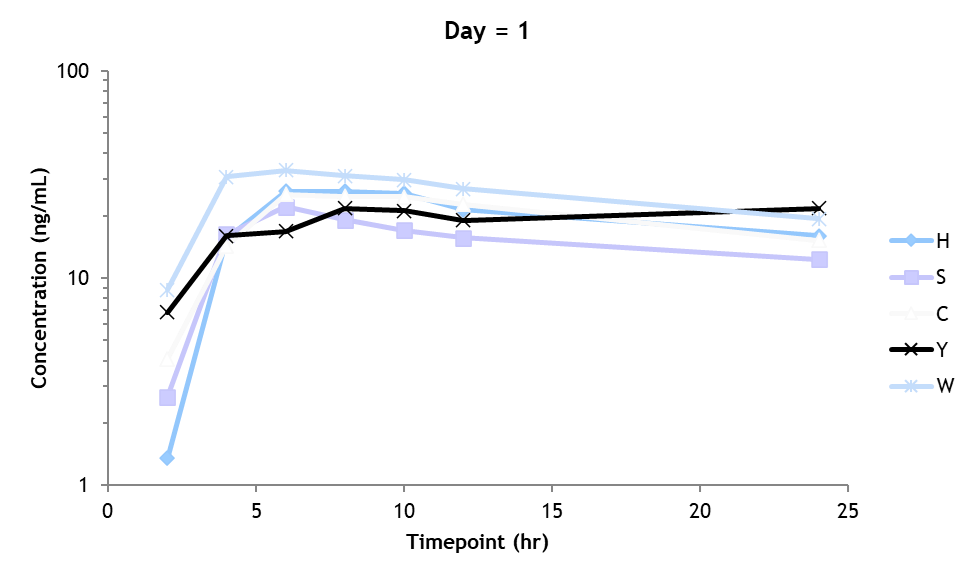 Day = 1
Concentration (ng/mL)
100
10
1
0 5 10 15 20 25
Timepoint (hr)
H
S
C
Y
W